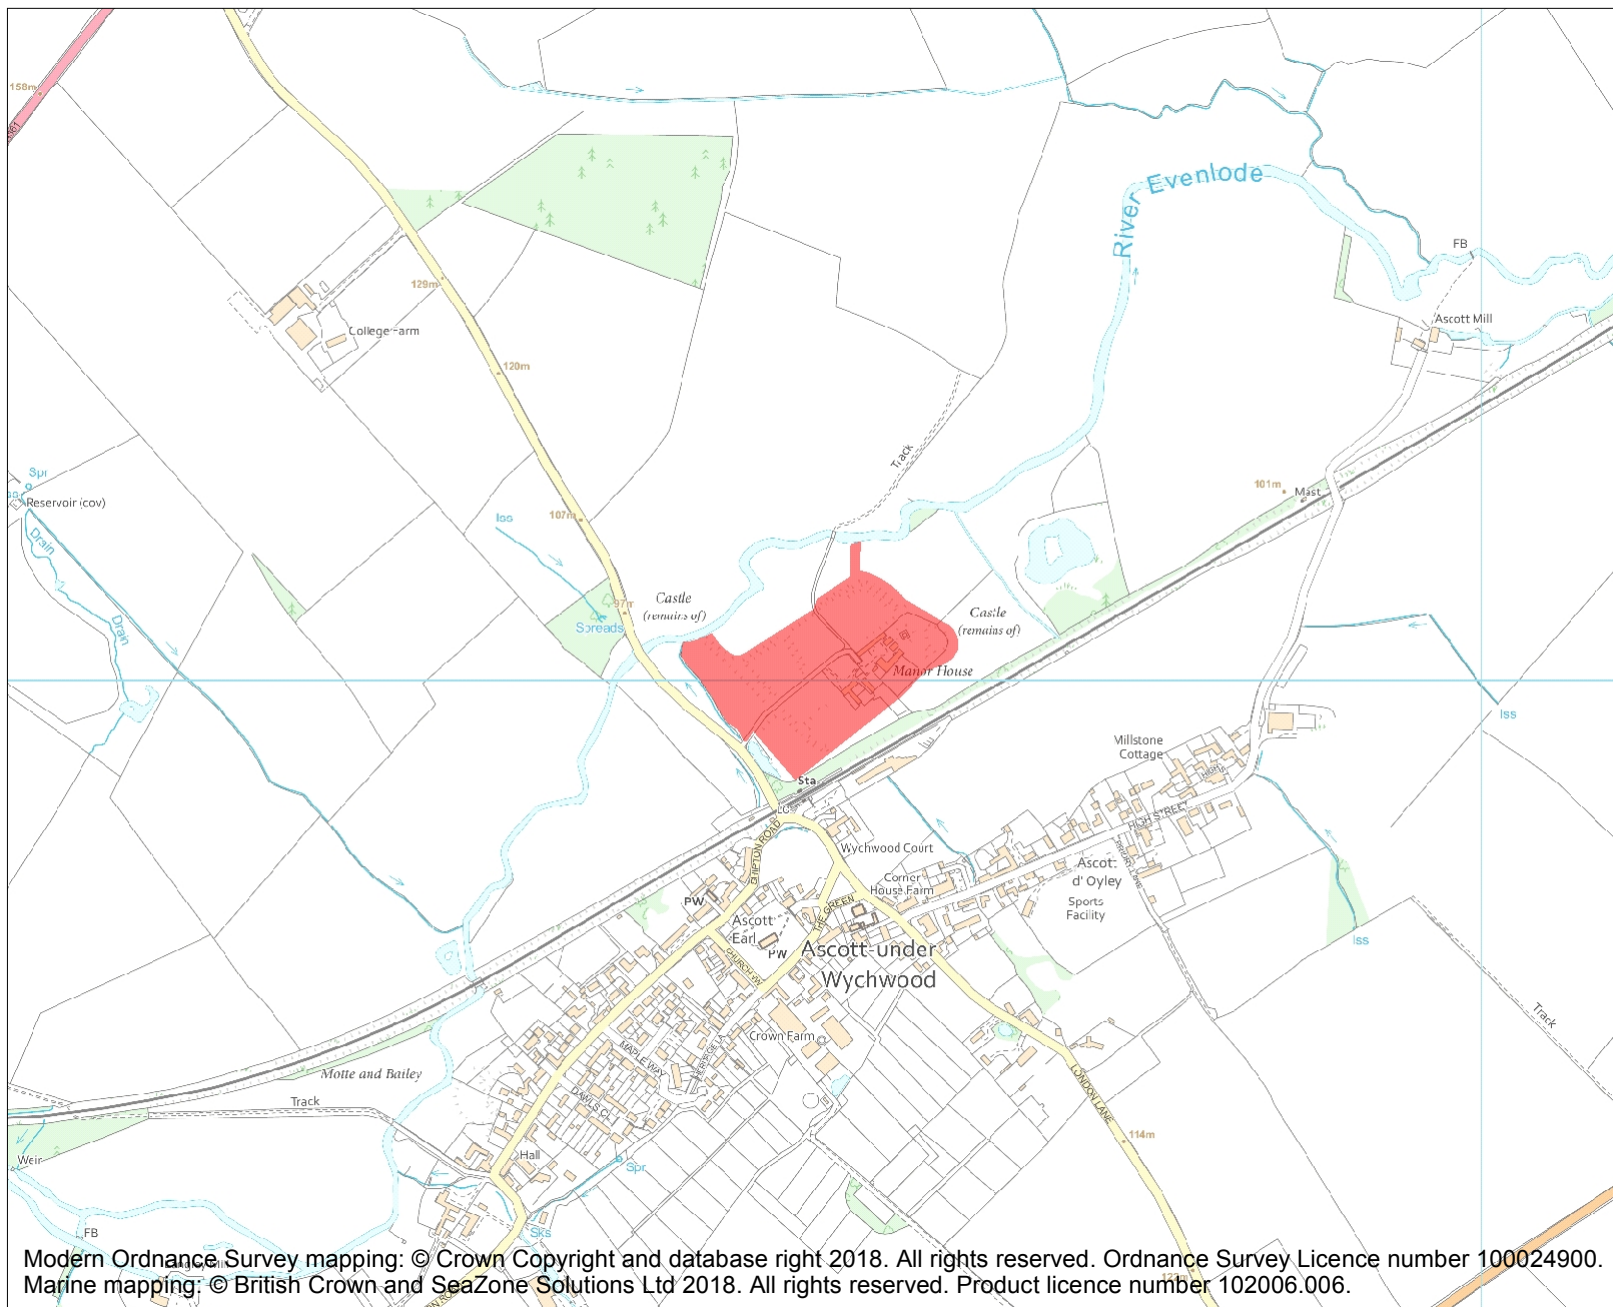 158m
River Evenlode
FB
Ascott Mill
129m
College Farm
120m
Track
Spr
Iss
Reservoir (cov)
101m
Mast
107m
Iss
Drain
97m
Castle
(remains of)
Castle
(remains of)
Spreads
Drain
Manor House
Iss
Millstone
Cottage
Sta
LC
HIGH STREET
SHIPTON ROAD
Wychwood Court
Corner
House Farm
Ascott
d' Oyley
Sports
Facility
PW
THE GREEN
Ascott
Earl
PW
CHURCH VW
Ascott-under
Wychwood
Iss
Track
Crown Farm
MAPLE WAY
Motte and Bailey
DAWLS CL
LONDON LANE
Track
114m
Weir
Hall
Spr
FB
Sks
Modern Ordnance Survey mapping: © Crown Copyright and database right 2018. All rights reserved. Ordnance Survey Licence number 100024900.
Marine mapping: © British Crown and SeaZone Solutions Ltd 2018. All rights reserved. Product licence number 102006.006.